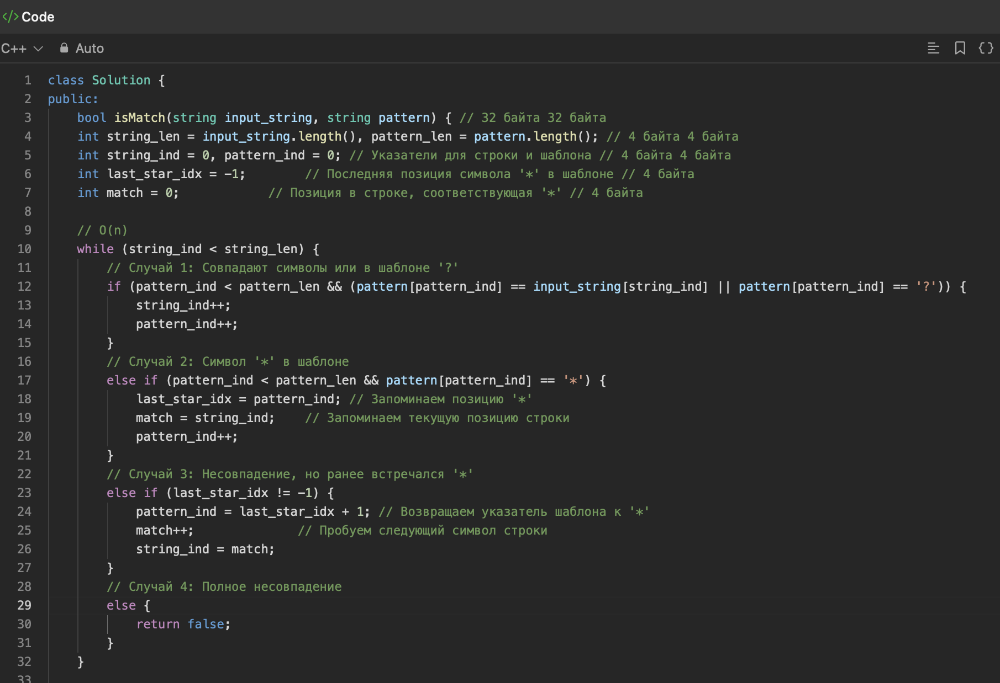 </> Code
C++ Auto
1 class Solution {
2 public:
3 bool isMatch(string input_string, string pattern) { // 32 байта 32 байта
4 int string_len = input_string.length(), pattern_len = pattern.length(); // 4 байта 4 байта
5 int string_ind = 0, pattern_ind = 0; // Указатели для строки и шаблона // 4 байта 4 байта
6 int last_star_idx = -1; // Последняя позиция символа '*' в шаблоне // 4 байта
7 int match = 0; // Позиция в строке, соответствующая '*' // 4 байта
8
9 // O(n)
10 while (string_ind < string_len) {
11 // Случай 1: Совпадают символы или в шаблоне '?'
12 if (pattern_ind < pattern_len && (pattern[pattern_ind] == input_string[string_ind] || pattern[pattern_ind] == '?')) {
13 string_ind++;
14 pattern_ind++;
15 }
16 // Случай 2: Символ '*' в шаблоне
17 else if (pattern_ind < pattern_len && pattern[pattern_ind] == '*') {
18 last_star_idx = pattern_ind; // Запоминаем позицию '*'
19 match = string_ind; // Запоминаем текущую позицию строки
20 pattern_ind++;
21 }
22 // Случай 3: Несовпадение, но ранее встречался '*'
23 else if (last_star_idx != -1) {
24 pattern_ind = last_star_idx + 1; // Возвращаем указатель шаблона к '*'
25 match++; // Пробуем следующий символ строки
26 string_ind = match;
27 }
28 // Случай 4: Полное несовпадение
29 else {
30 return false;
31 }
32 }
33